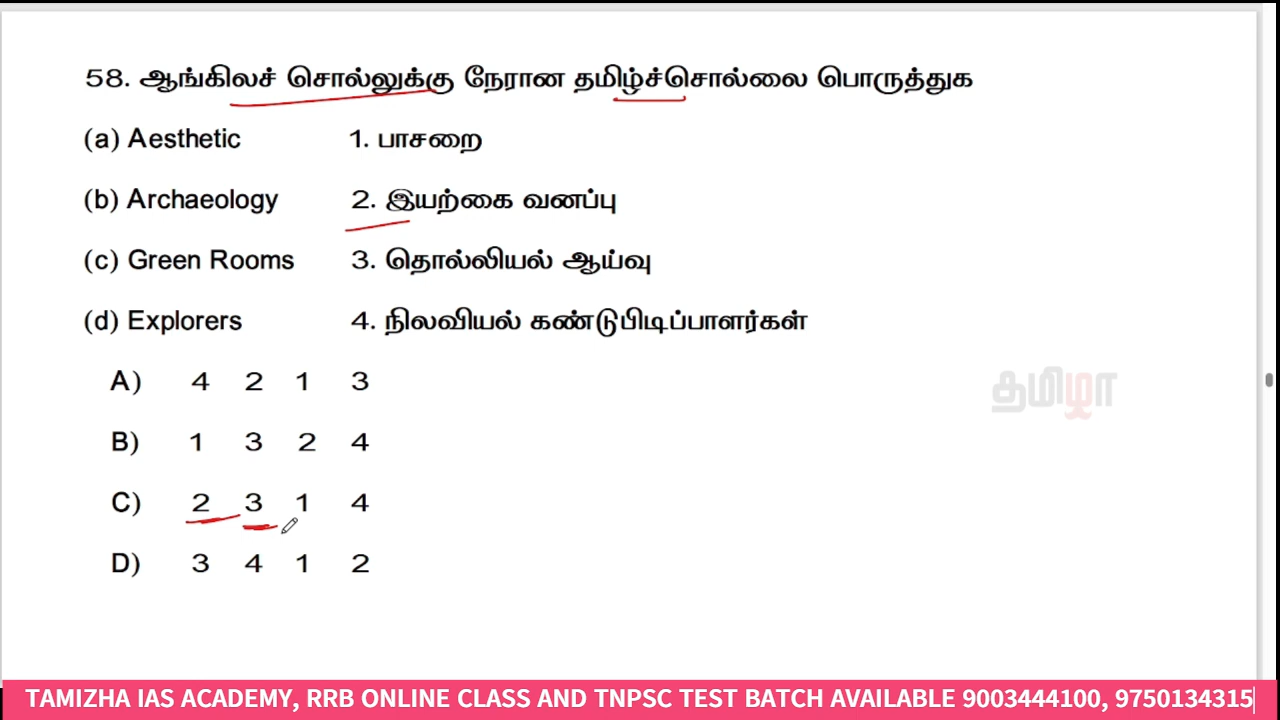 58. ஆங்கிலச் சொல்லுக்கு நேரான தமிழ்ச்சொல்லை பொருத்துக
(a) Aesthetic 1. பாசறை
(b) Archaeology 2. இயற்கை வனப்பு
(c) Green Rooms 3. தொல்லியல் ஆய்வு
(d) Explorers 4. நிலவியல் கண்டுபிடிப்பாளர்கள்
A) 4 2 1 3
B) 1 3 2 4
C) 2 3 1 4
D) 3 4 1 2
தமிழா
TAMIZHA IAS ACADEMY, RRB ONLINE CLASS AND TNPSC TEST BATCH AVAILABLE 9003444100, 9750134315